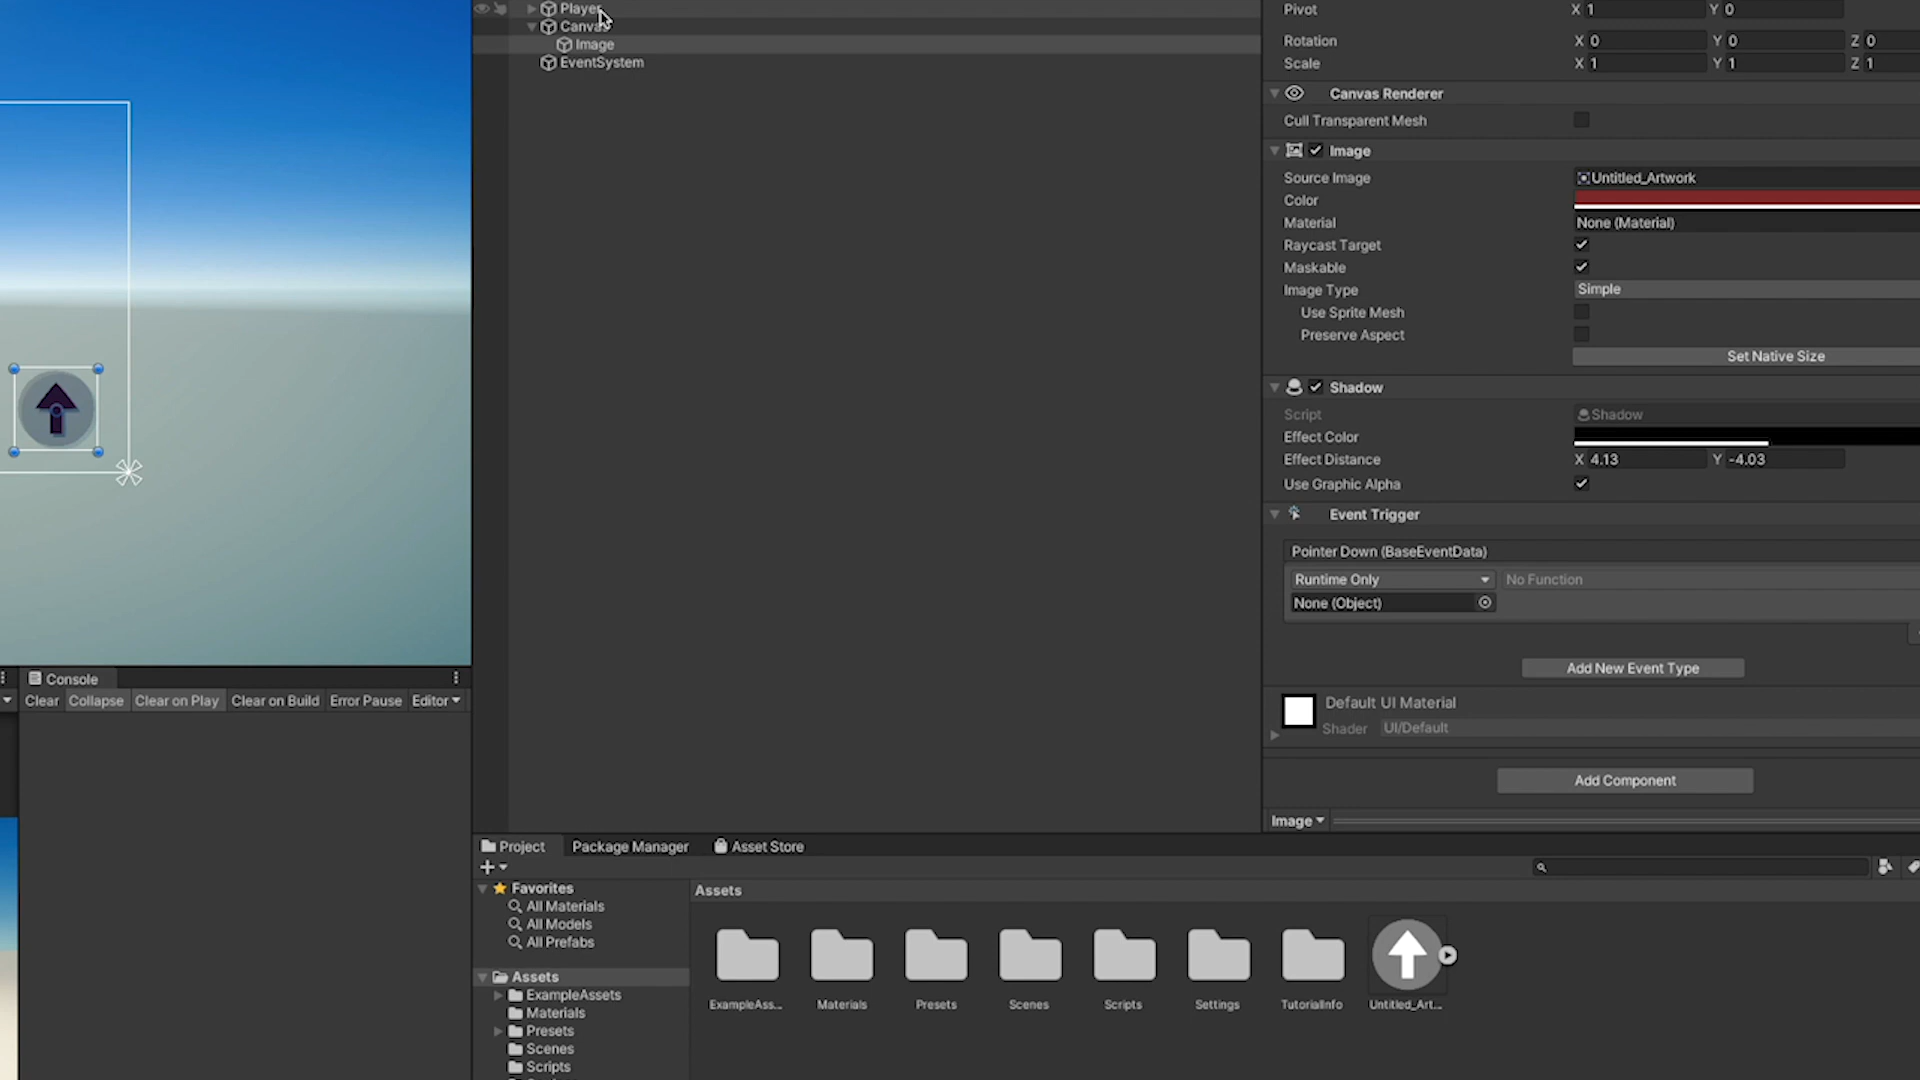 Player
Canvas
Image
EventSystem
Pivot X 1 Y 0
Rotation X 0 Y 0 Z 0
Scale X 1 Y 1 Z 1
Canvas Renderer
Cull Transparent Mesh
Image
Source Image Untitled_Artwork
Color
Material None (Material)
Raycast Target
Maskable
Image Type Simple
Use Sprite Mesh
Preserve Aspect
Set Native Size
Shadow
Script Shadow
Effect Color
Effect Distance X 4.13 Y -4.03
Use Graphic Alpha
Event Trigger
Pointer Down (BaseEventData)
Runtime Only No Function
None (Object)
Add New Event Type
Default UI Material
Shader UI/Default
Add Component
Image
Console
Clear Collapse Clear on Play Clear on Build Error Pause Editor
Project Package Manager Asset Store
Favorites
All Materials
All Models
All Prefabs
Assets
ExampleAssets
Materials
Presets
Scenes
Scripts
Assets
ExampleAss... Materials Presets Scenes Scripts Settings TutorialInfo Untitled_Art...